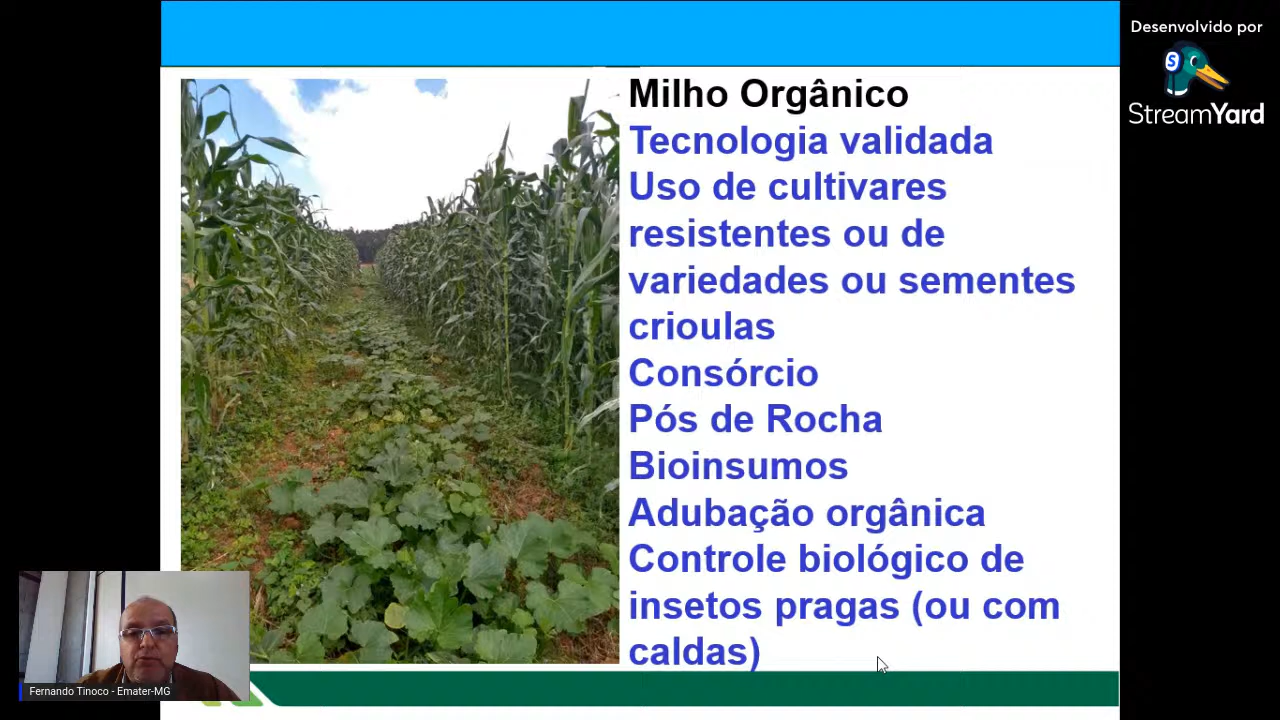 Desenvolvido por
StreamYard
Milho Orgânico
Tecnologia validada
Uso de cultivares
resistentes ou de
variedades ou sementes
crioulas
Consórcio
Pós de Rocha
Bioinsumos
Adubação orgânica
Controle biológico de
insetos pragas (ou com
caldas)
Fernando Tinoco - Emater-MG